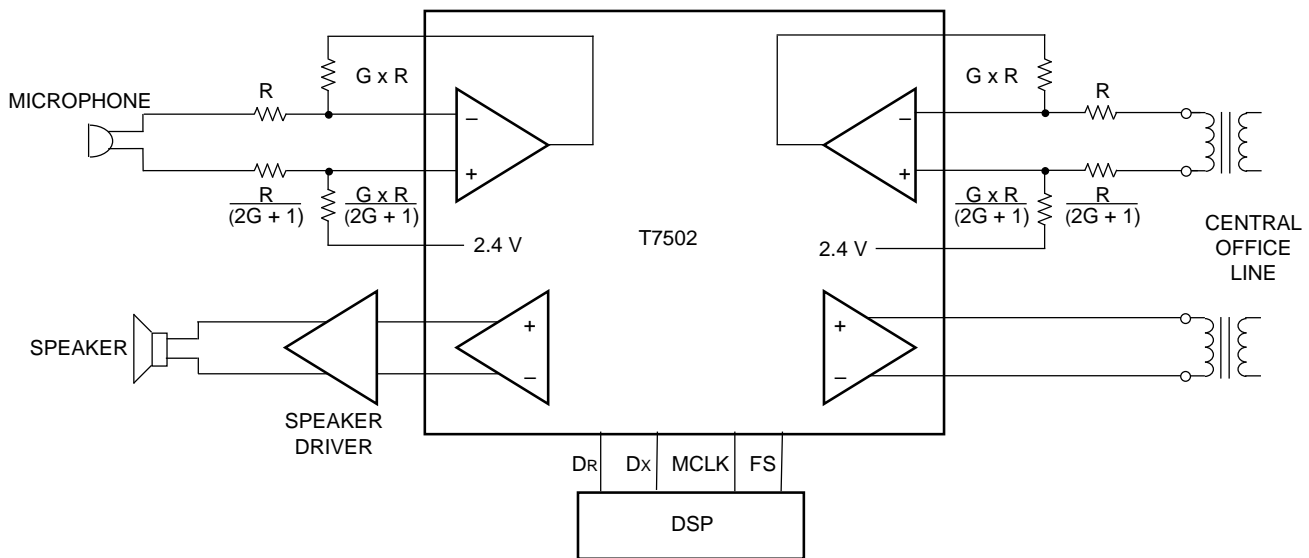 G x R
G x R
R
R
MICROPHONE
−
−
+
+
R
(2G + 1)
G x R
(2G + 1)
G x R
(2G + 1)
R
(2G + 1)
2.4 V
T7502
2.4 V
CENTRAL
OFFICE
LINE
SPEAKER
+
−
+
−
SPEAKER
DRIVER
DR
DX
MCLK
FS
DSP